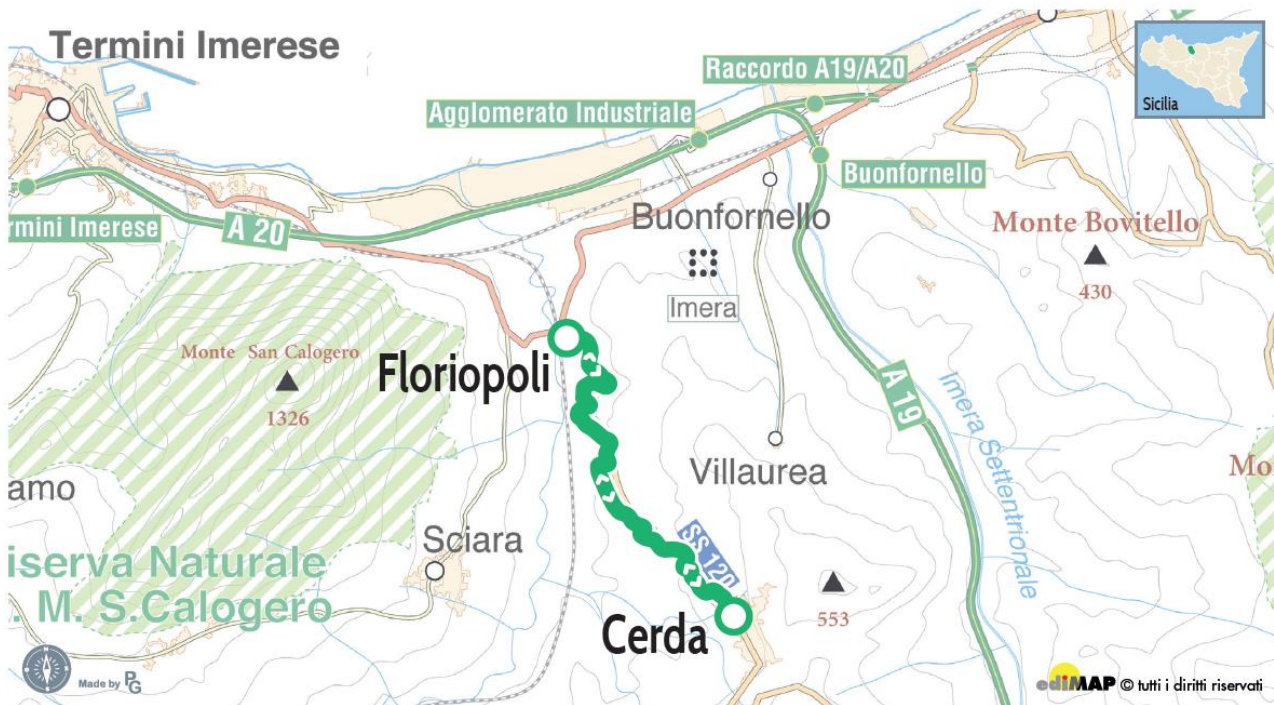 Termini Imerese
Raccordo A19/A20
Sicilia
Agglomerato Industriale
Buonfornello
rmini Imerese
A 20
Buonfornello
Monte Bovitello
430
Imera
Monte San Calogero
1326
Floriopoli
A 19
Imera Settentrionale
Villaurea
Mo
amo
Sciara
SS 120
iserva Naturale
. M. S.Calogero
553
Cerda
Made by PG
ediMAP © tutti i diritti riservati